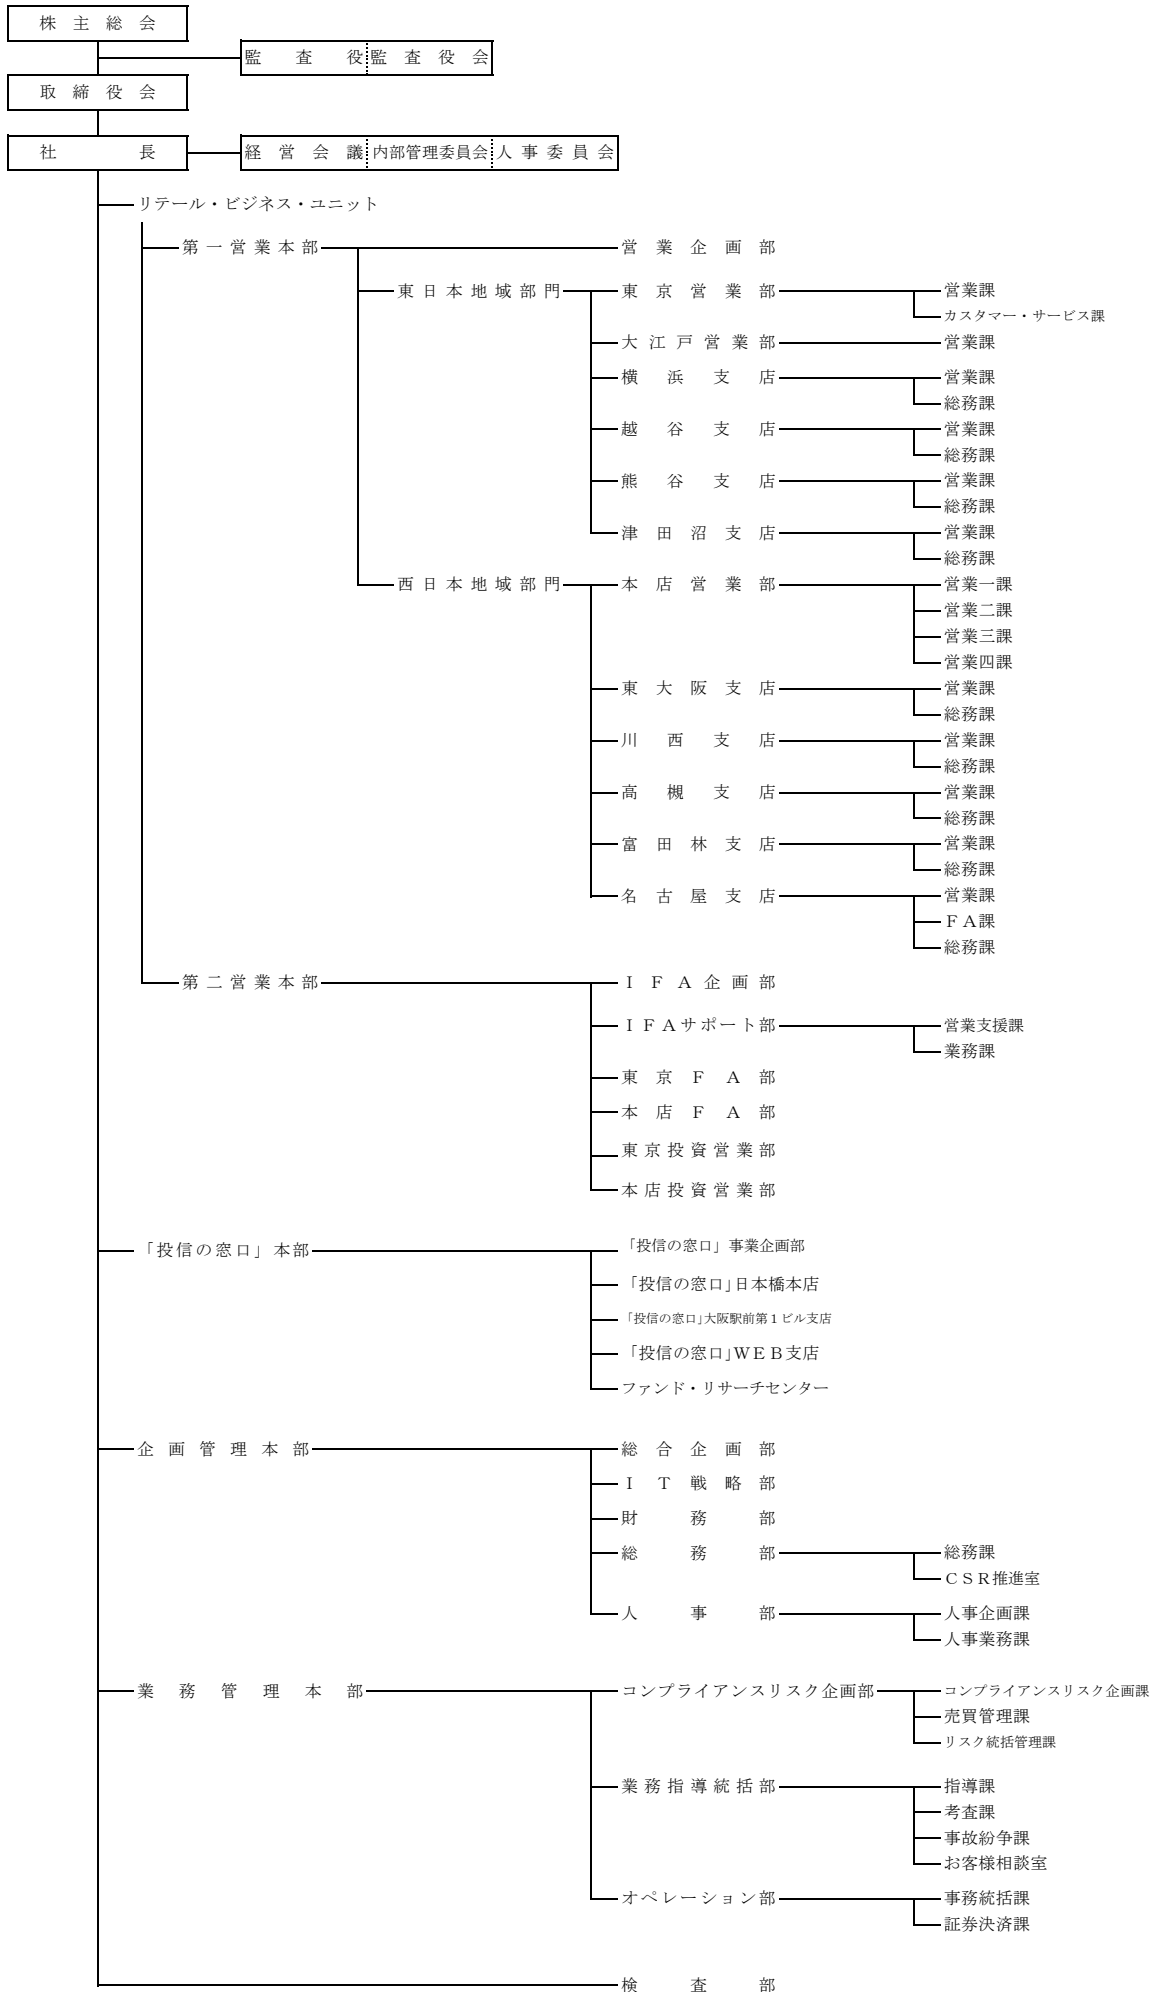 株主総会
監査役 監査役会
取締役会
社長 経営会議 内部管理委員会 人事委員会
リテール・ビジネス・ユニット
第一営業本部 営業企画部
東日本地域部門 東京営業部 営業課
カスタマー・サービス課
大江戸営業部 営業課
横浜支店 営業課
総務課
越谷支店 営業課
総務課
熊谷支店 営業課
総務課
津田沼支店 営業課
総務課
西日本地域部門 本店営業部 営業一課
営業二課
営業三課
営業四課
東大阪支店 営業課
総務課
川西支店 営業課
総務課
高槻支店 営業課
総務課
富田林支店 営業課
総務課
名古屋支店 営業課
ＦＡ課
総務課
第二営業本部 ＩＦＡ企画部
ＩＦＡサポート部 営業支援課
業務課
東京ＦＡ部
本店ＦＡ部
東京投資営業部
本店投資営業部
「投信の窓口」本部 「投信の窓口」事業企画部
「投信の窓口」日本橋本店
「投信の窓口」大阪駅前第１ビル支店
「投信の窓口」ＷＥＢ支店
ファンド・リサーチセンター
企画管理本部 総合企画部
ＩＴ戦略部
財務部
総務部 総務課
ＣＳＲ推進室
人事部 人事企画課
人事業務課
業務管理本部 コンプライアンスリスク企画部 コンプライアンスリスク企画課
売買管理課
リスク統括管理課
業務指導統括部 指導課
考査課
事故紛争課
お客様相談室
オペレーション部 事務統括課
証券決済課
検査部